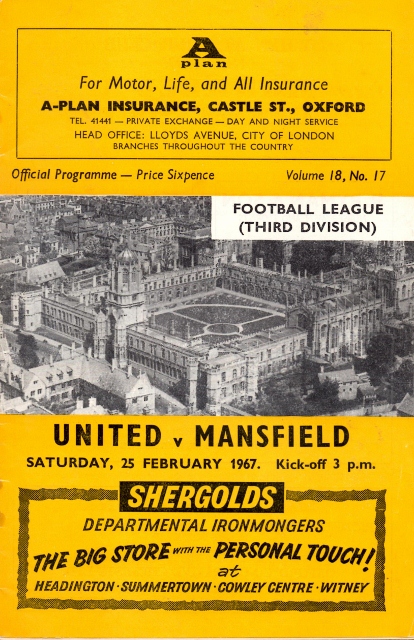 A
plan
For Motor, Life, and All Insurance
A-PLAN INSURANCE, CASTLE ST., OXFORD
TEL. 41441 — PRIVATE EXCHANGE — DAY AND NIGHT SERVICE
HEAD OFFICE: LLOYDS AVENUE, CITY OF LONDON
BRANCHES THROUGHOUT THE COUNTRY
Official Programme — Price Sixpence Volume 18, No. 17
FOOTBALL LEAGUE
(THIRD DIVISION)
UNITED v MANSFIELD
SATURDAY, 25 FEBRUARY 1967. Kick-off 3 p.m.
SHERGOLDS
DEPARTMENTAL IRONMONGERS
THE BIG STORE WITH THE PERSONAL TOUCH!
at
HEADINGTON · SUMMERTOWN · COWLEY CENTRE · WITNEY